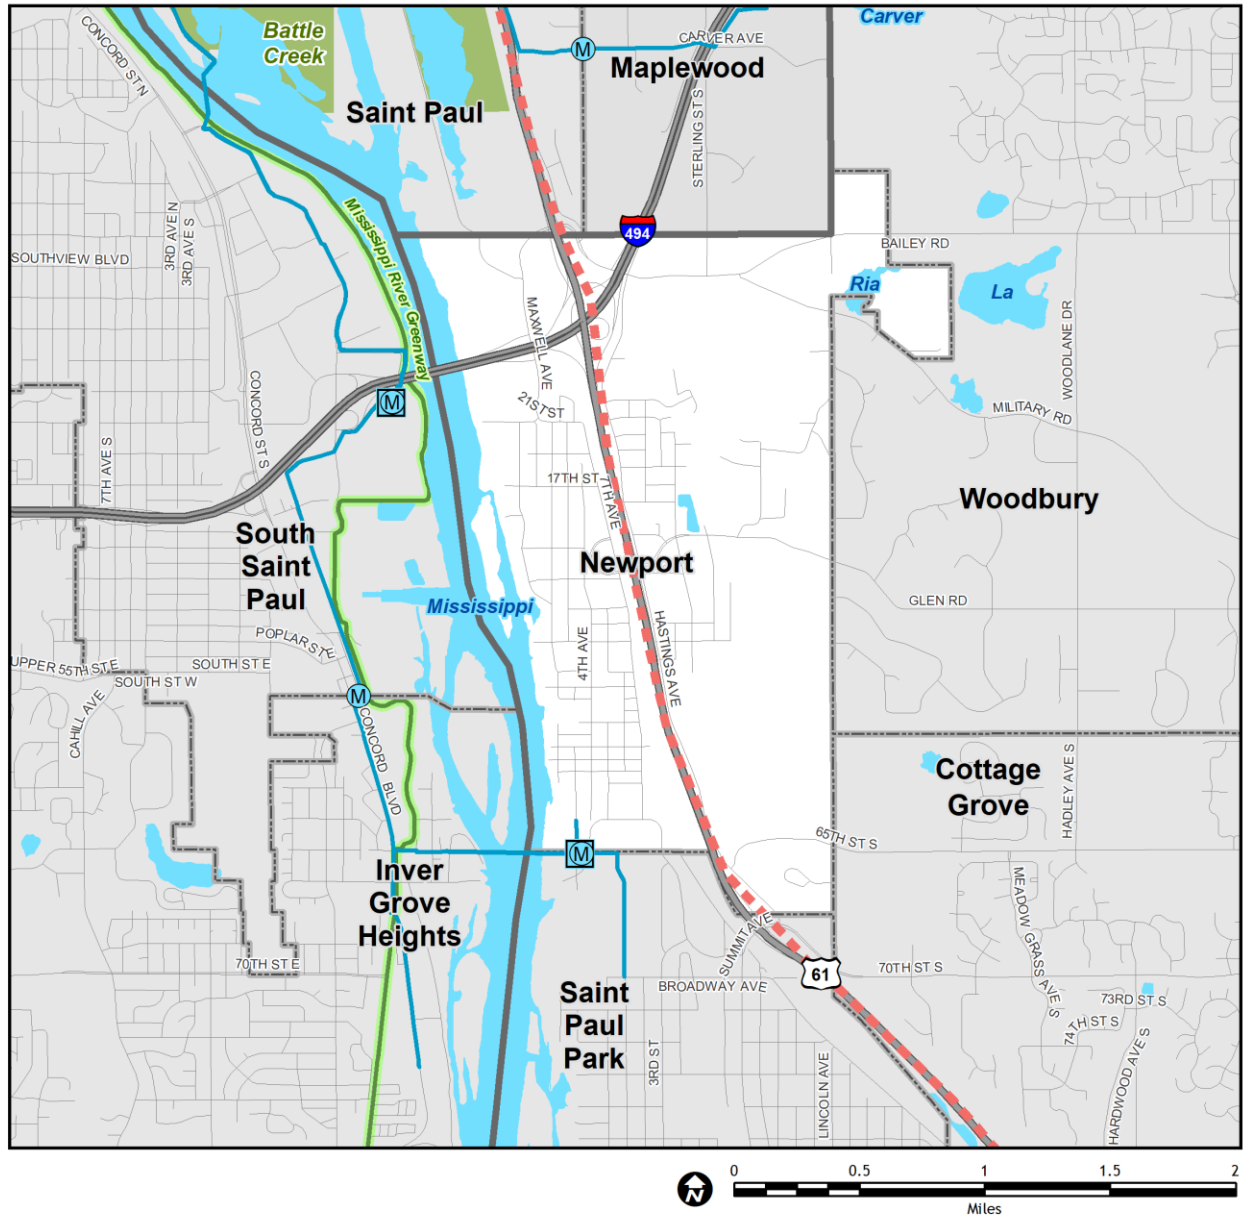 Carver
Battle
Creek
CONCORD ST N
CARVER AVE
M
Maplewood
Saint Paul
STERLING ST S
494
3RD AVE N
3RD AVE S
Mississippi River Greenway
BAILEY RD
SOUTHVIEW BLVD
Ria
La
MAXWELL AVE
WOODLANE DR
CONCORD ST S
M
21ST ST
MILITARY RD
7TH AVE S
17TH ST
7TH AVE
Woodbury
South
Saint
Paul
Newport
Mississippi
GLEN RD
POPLAR ST E
4TH AVE
HASTINGS AVE
UPPER 55TH ST E
SOUTH ST E
SOUTH ST W
CAHILL AVE
M
CONCORD BLVD
Cottage
Grove
HADLEY AVE S
65TH ST S
M
Inver
Grove
Heights
MEADOW GRASS AVE S
SUMMIT AVE
70TH ST E
61
70TH ST S
BROADWAY AVE
Saint
Paul
Park
73RD ST S
74TH ST S
3RD ST
LINCOLN AVE
HARDWOOD AVE S
N
0 0.5 1 1.5 2
Miles